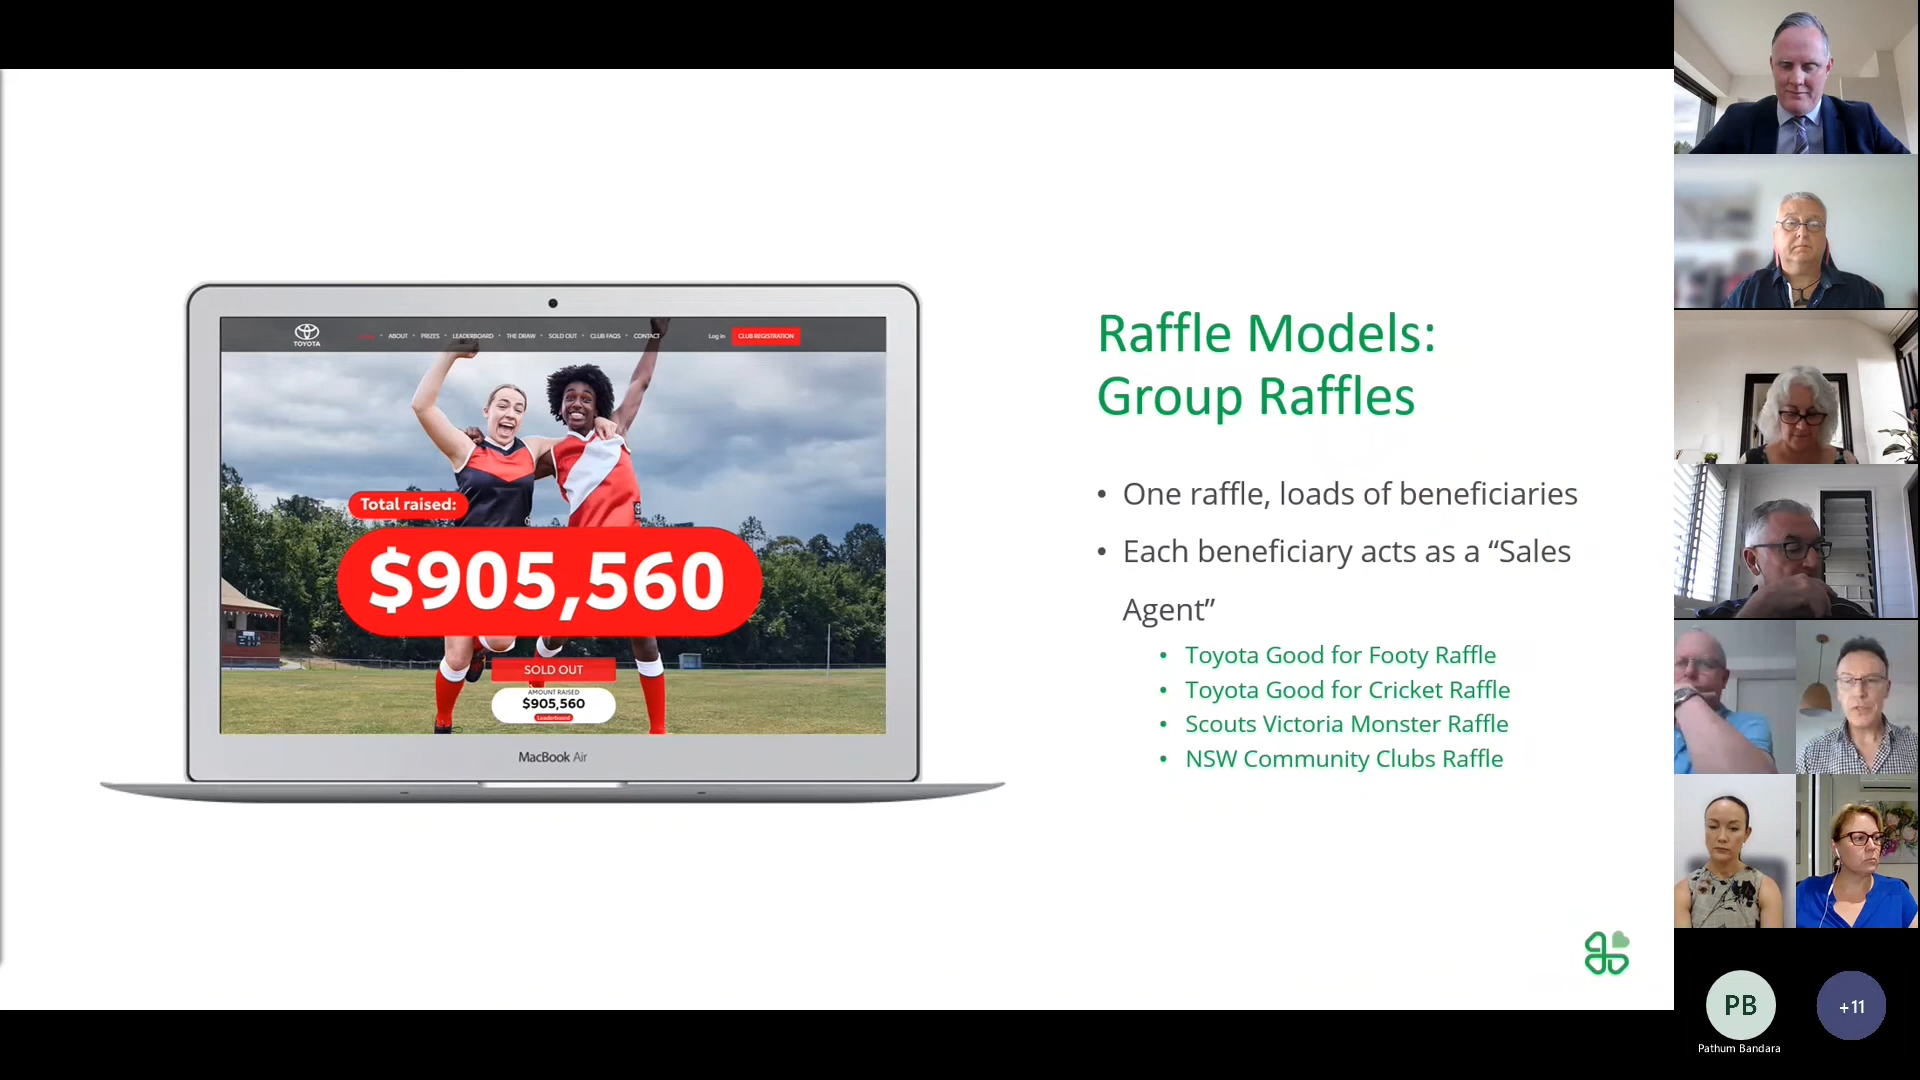 TOYOTA
ABOUT
PRIZES
LEADERBOARD
THE DRAW
SOLD OUT
CLUB FAQS
CONTACT
Log in
CLUB REGISTRATION
Total raised:
$905,560
SOLD OUT
AMOUNT RAISED
$905,560
Leaderboard
MacBook Air
Raffle Models:
Group Raffles
• One raffle, loads of beneficiaries
• Each beneficiary acts as a “Sales
Agent”
• Toyota Good for Footy Raffle
• Toyota Good for Cricket Raffle
• Scouts Victoria Monster Raffle
• NSW Community Clubs Raffle
PB
Pathum Bandara
+11